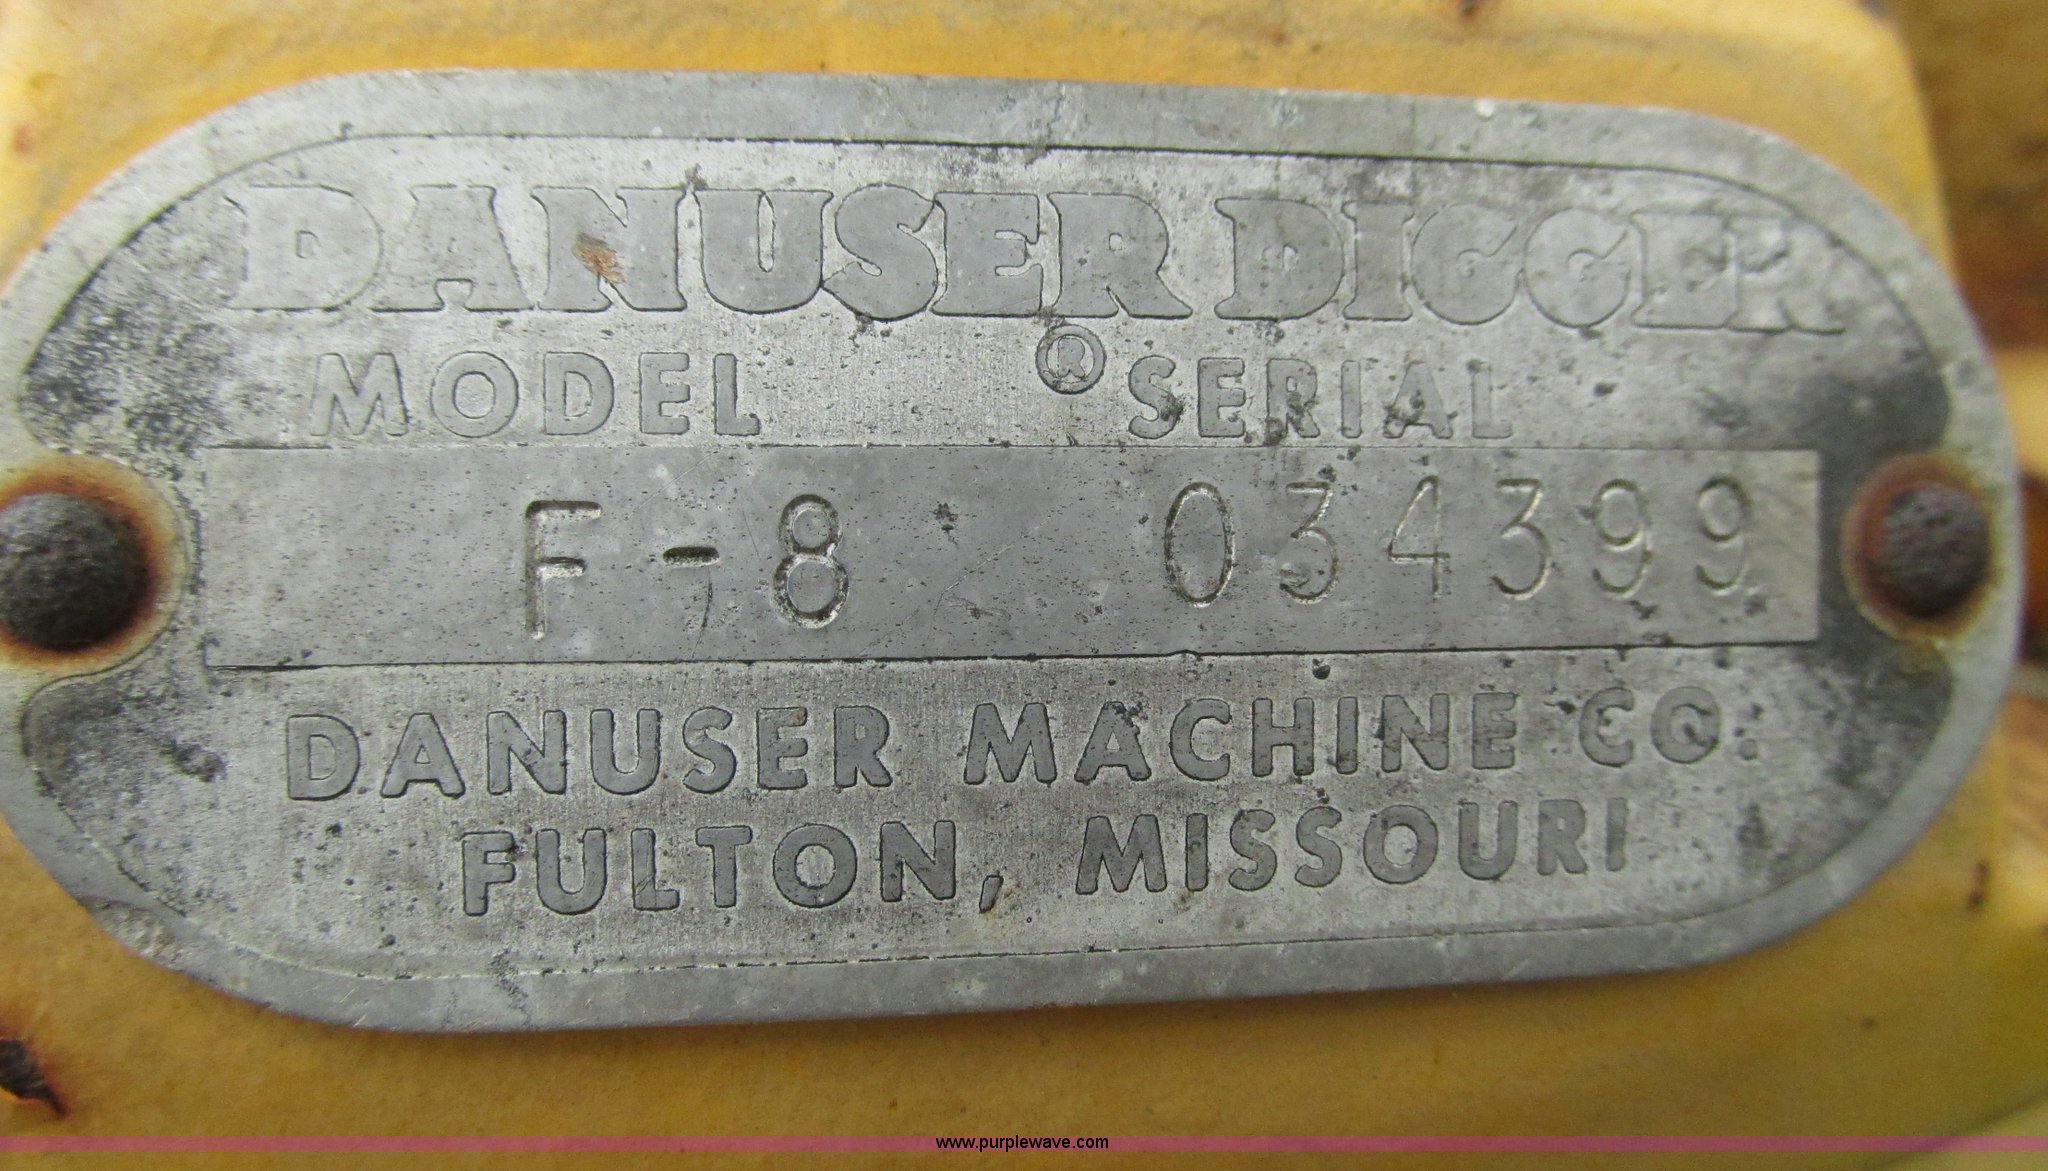 DANUSER DIGGER
MODEL ® SERIAL
F-8 034399
DANUSER MACHINE CO.
FULTON, MISSOURI
www.purplewave.com